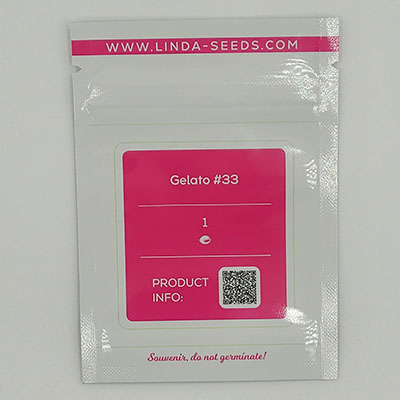 WWW.LINDA-SEEDS.COM
Gelato #33
1
PRODUCT
INFO:
Souvenir, do not germinate!